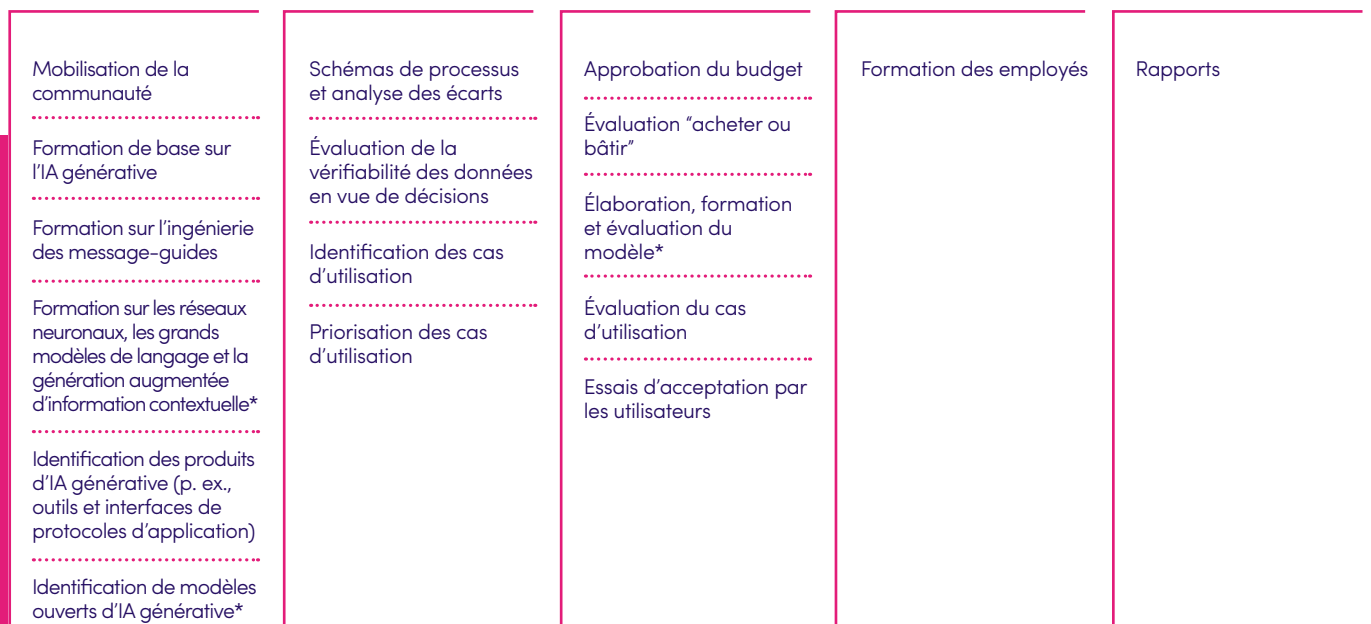 Mobilisation de la
communauté
Formation de base sur
l’IA générative
Formation sur l’ingénierie
des message-guides
Formation sur les réseaux
neuronaux, les grands
modèles de langage et la
génération augmentée
d’information contextuelle*
Identification des produits
d’IA générative (p. ex.,
outils et interfaces de
protocoles d’application)
Identification de modèles
ouverts d’IA générative*
Schémas de processus
et analyse des écarts
Évaluation de la
vérifiabilité des données
en vue de décisions
Identification des cas
d’utilisation
Priorisation des cas
d’utilisation
Approbation du budget
Évaluation “acheter ou
bâtir”
Élaboration, formation
et évaluation du
modèle*
Évaluation du cas
d’utilisation
Essais d’acceptation par
les utilisateurs
Formation des employés
Rapports